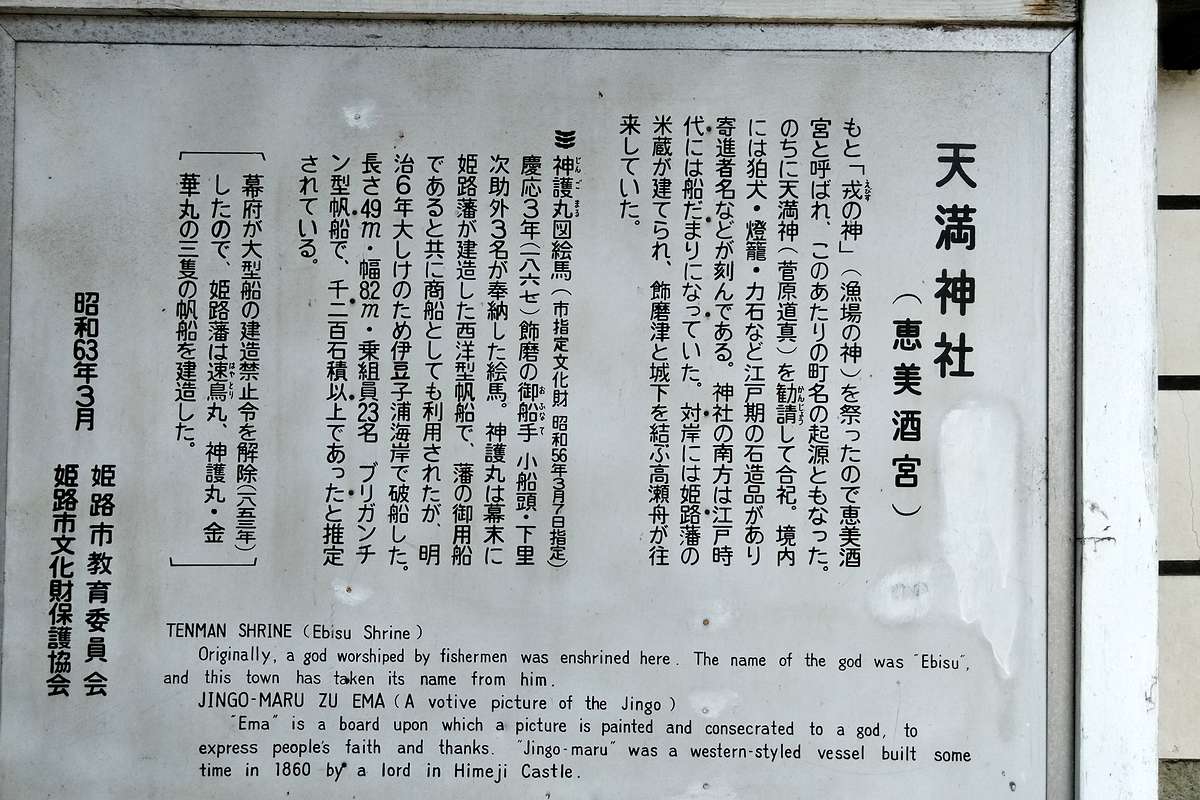 天満神社
（恵美酒宮）
もと「戎の神」（漁場の神）を祭ったので恵美酒
宮と呼ばれ、このあたりの町名の起源ともなった。
のちに天満神（菅原道真）を勧請して合祀。境内
には狛犬・燈籠・力石など江戸期の石造品があり
寄進者名などが刻んである。神社の南方は江戸時
代には船だまりになっていた。対岸には姫路藩の
米蔵が建てられ、飾磨津と城下を結ぶ高瀬舟が往
来していた。
神護丸図絵馬（市指定文化財 昭和56年3月7日指定）
慶応3年（一八六七）飾磨の御船手 小船頭・下里
次助外3名が奉納した絵馬。神護丸は幕末に
姫路藩が建造した西洋型帆船で、藩の御用船
であると共に商船としても利用されたが、明
治6年大しけのため伊豆子浦海岸で破船した。
長さ49m・幅82m・乗組員23名 ブリガンチ
ン型帆船で、千二百石積以上であったと推定
されている。
幕府が大型船の建造禁止令を解除（一八五三年）
したので、姫路藩は速鳥丸、神護丸・金
華丸の三隻の帆船を建造した。
昭和63年3月
姫路市教育委員会
姫路市文化財保護協会
TENMAN SHRINE (Ebisu Shrine)
Originally, a god worshiped by fishermen was enshrined here. The name of the god was "Ebisu",
and this town has taken its name from him.
JINGO-MARU ZU EMA (A votive picture of the Jingo)
"Ema" is a board upon which a picture is painted and consecrated to a god, to
express people's faith and thanks. "Jingo-maru" was a western-styled vessel built some
time in 1860 by a lord in Himeji Castle.